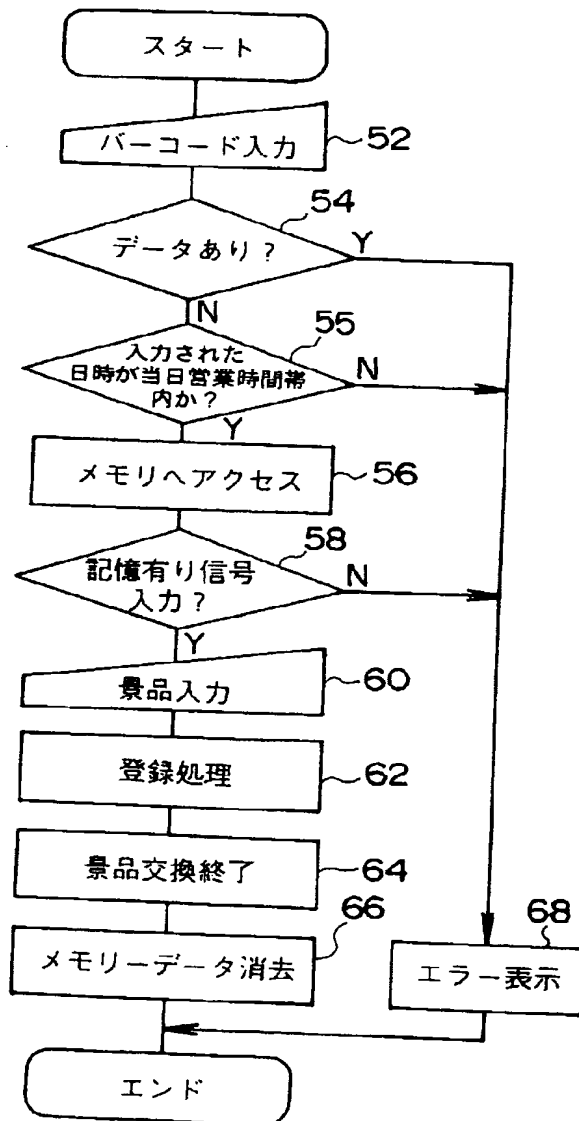 スタート
バーコード入力
52
54
データあり？
Y
N
55
入力された
日時が当日営業時間帯
内か？
N
Y
メモリへアクセス
56
58
記憶有り信号
入力？
N
Y
景品入力
60
登録処理
62
景品交換終了
64
66
メモリーデータ消去
68
エラー表示
エンド